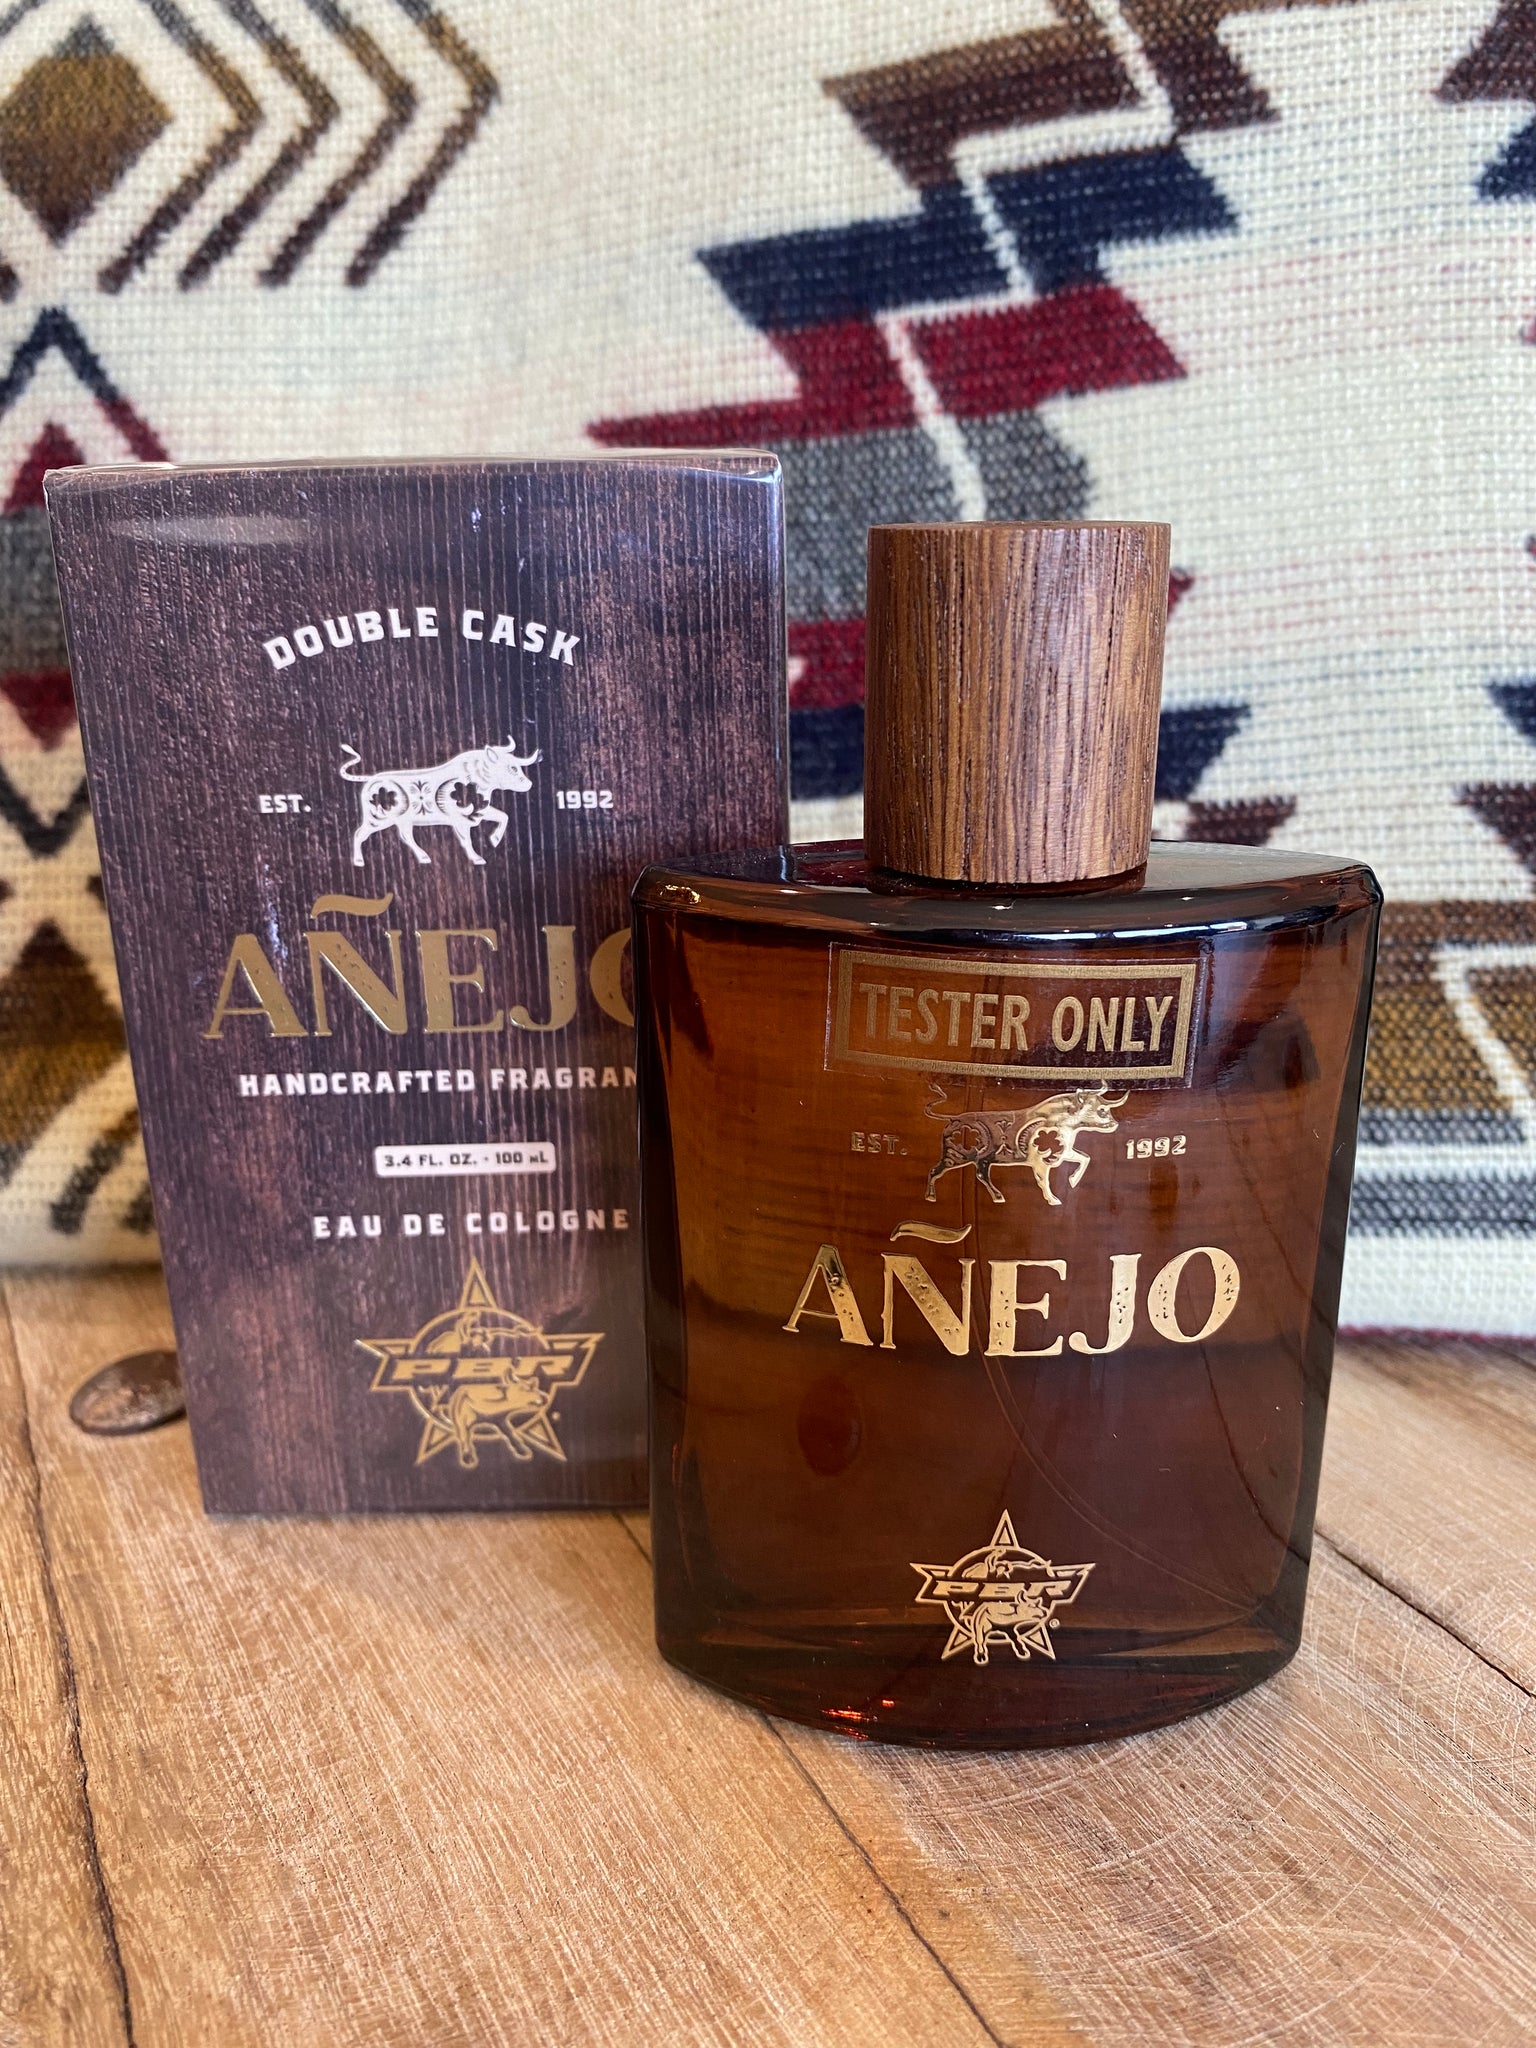 DOUBLE CASK
EST. 1992
AÑEJO
HANDCRAFTED
3.4 FL. OZ. · 100 mL
EAU DE COLOGNE
PBR
TESTER ONLY
EST. 1992
AÑEJO
PBR
®